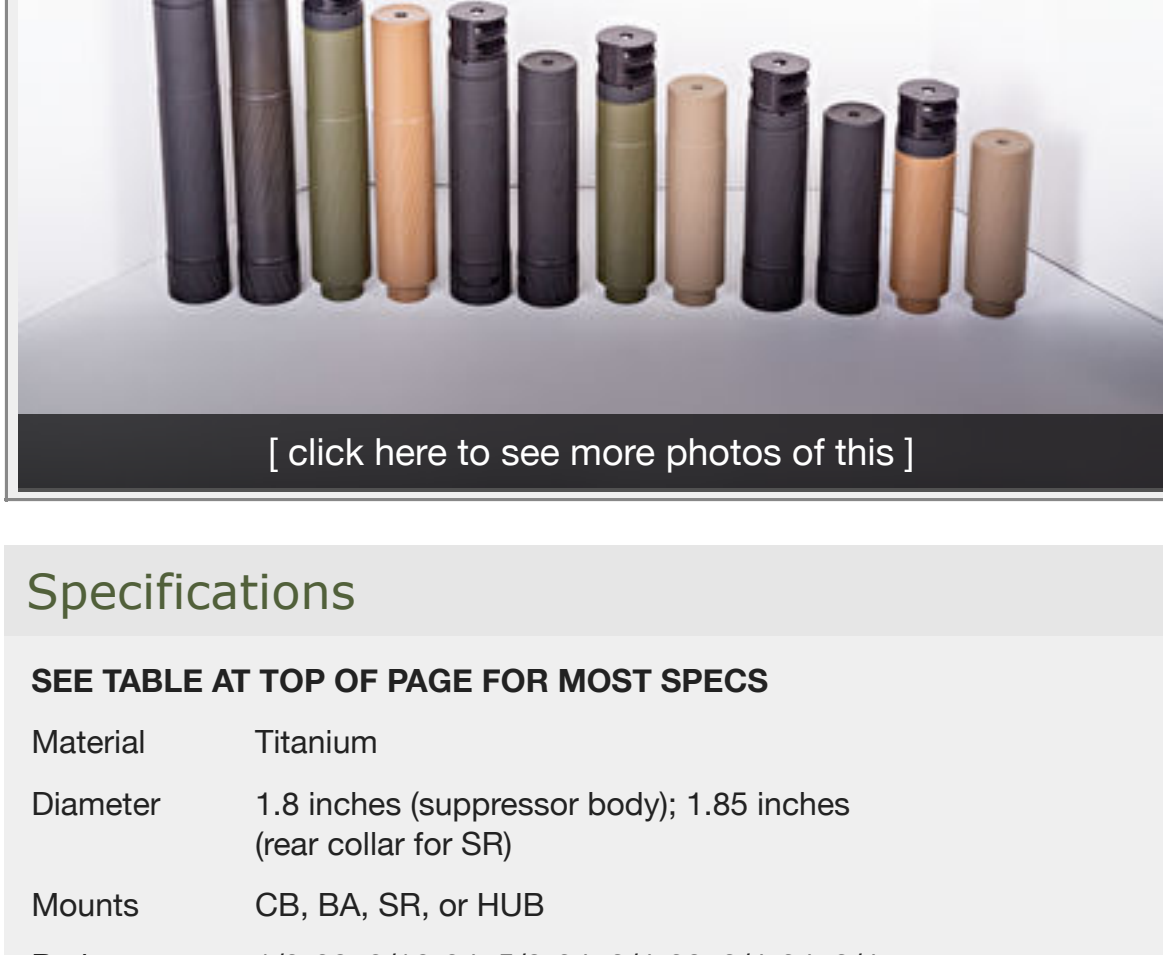 [ click here to see more photos of this ]
Specifications
SEE TABLE AT TOP OF PAGE FOR MOST SPECS
Material Titanium
Diameter 1.8 inches (suppressor body); 1.85 inches
(rear collar for SR)
Mounts CB, BA, SR, or HUB